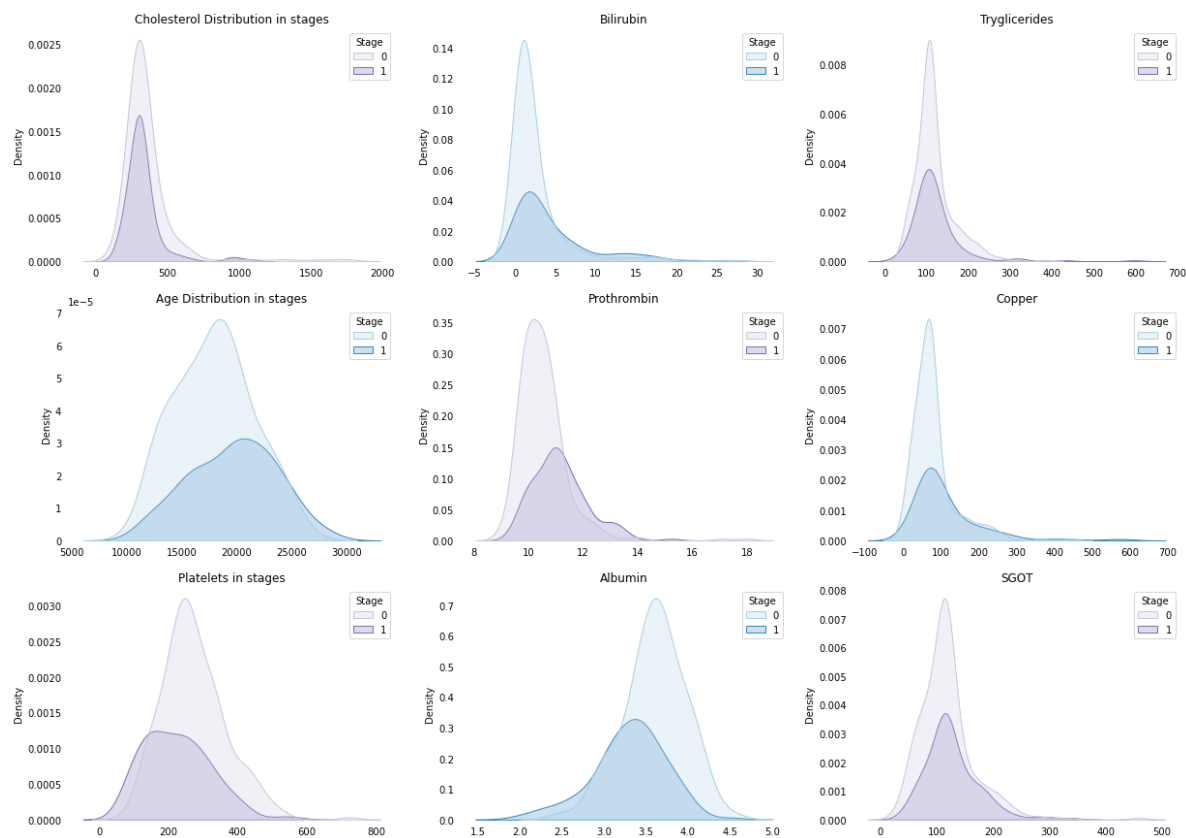 Cholesterol Distribution in stages
Density
0.0025
0.0020
0.0015
0.0010
0.0005
0.0000
0 500 1000 1500 2000
Stage
0
1
Bilirubin
Density
0.14
0.12
0.10
0.08
0.06
0.04
0.02
0.00
−5 0 5 10 15 20 25 30
Stage
0
1
Tryglicerides
Density
0.008
0.006
0.004
0.002
0.000
0 100 200 300 400 500 600 700
Stage
0
1
Age Distribution in stages
1e−5
Density
7
6
5
4
3
2
1
0
5000 10000 15000 20000 25000 30000
Stage
0
1
Prothrombin
Density
0.35
0.30
0.25
0.20
0.15
0.10
0.05
0.00
8 10 12 14 16 18
Stage
0
1
Copper
Density
0.007
0.006
0.005
0.004
0.003
0.002
0.001
0.000
−100 0 100 200 300 400 500 600 700
Stage
0
1
Platelets in stages
Density
0.0030
0.0025
0.0020
0.0015
0.0010
0.0005
0.0000
0 200 400 600 800
Stage
0
1
Albumin
Density
0.7
0.6
0.5
0.4
0.3
0.2
0.1
0.0
1.5 2.0 2.5 3.0 3.5 4.0 4.5 5.0
Stage
0
1
SGOT
Density
0.008
0.007
0.006
0.005
0.004
0.003
0.002
0.001
0.000
0 100 200 300 400 500
Stage
0
1